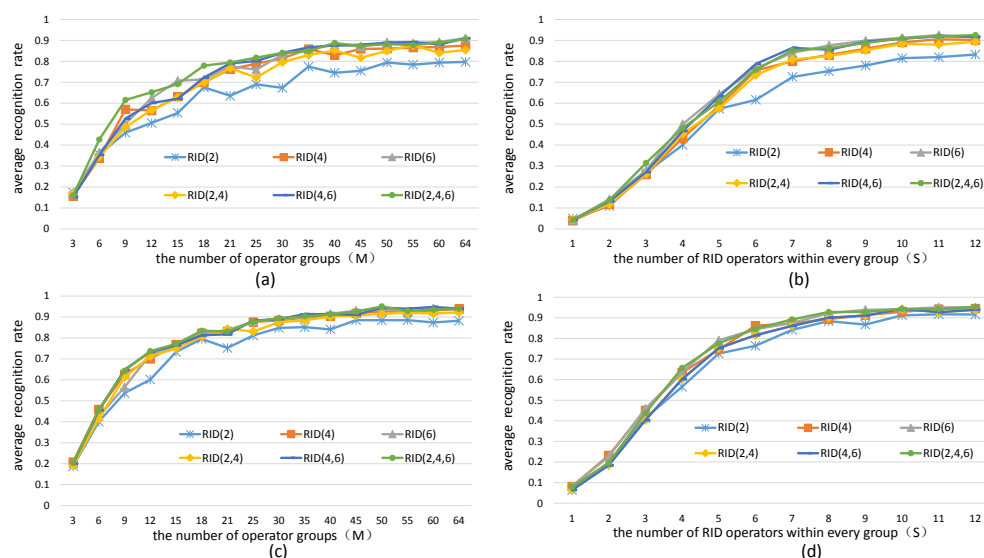 average recognition rate
1
0.9
0.8
0.7
0.6
0.5
0.4
0.3
0.2
0.1
0
RID(2) RID(4) RID(6)
RID(2,4) RID(4,6) RID(2,4,6)
3 6 9 12 15 18 21 25 30 35 40 45 50 55 60 64
the number of operator groups（M）
(a)
average recognition rate
1
0.9
0.8
0.7
0.6
0.5
0.4
0.3
0.2
0.1
0
RID(2) RID(4) RID(6)
RID(2,4) RID(4,6) RID(2,4,6)
1 2 3 4 5 6 7 8 9 10 11 12
the number of RID operators within every group（S）
(b)
average recognition rate
1
0.9
0.8
0.7
0.6
0.5
0.4
0.3
0.2
0.1
0
RID(2) RID(4) RID(6)
RID(2,4) RID(4,6) RID(2,4,6)
3 6 9 12 15 18 21 25 30 35 40 45 50 55 60 64
the number of operator groups（M）
(c)
average recognition rate
1
0.9
0.8
0.7
0.6
0.5
0.4
0.3
0.2
0.1
0
RID(2) RID(4) RID(6)
RID(2,4) RID(4,6) RID(2,4,6)
1 2 3 4 5 6 7 8 9 10 11 12
the number of RID operators within every group（S）
(d)